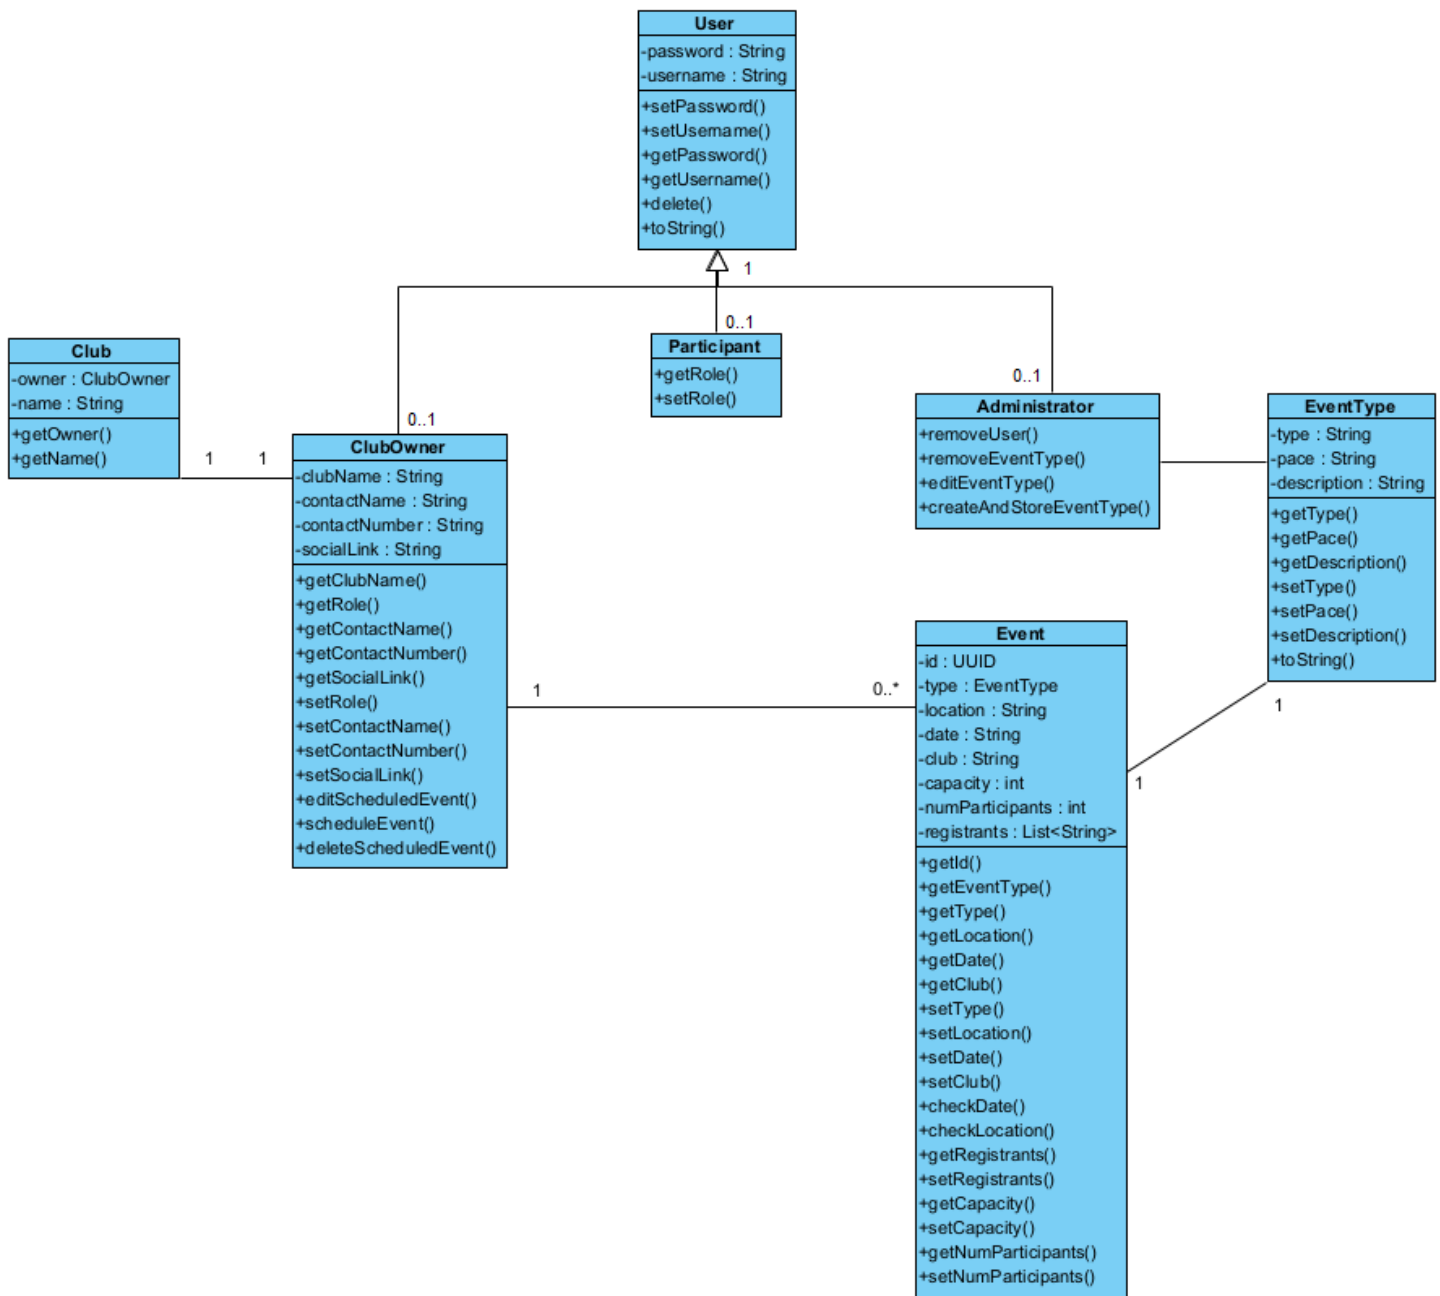 User
-password : String
-username : String
+setPassword()
+setUsername()
+getPassword()
+getUsername()
+delete()
+toString()
1
0..1
Participant
+getRole()
+setRole()
Club
-owner : ClubOwner
-name : String
+getOwner()
+getName()
1 1
0..1
ClubOwner
-clubName : String
-contactName : String
-contactNumber : String
-socialLink : String
+getClubName()
+getRole()
+getContactName()
+getContactNumber()
+getSocialLink()
+setRole()
+setContactName()
+setContactNumber()
+setSocialLink()
+editScheduledEvent()
+scheduleEvent()
+deleteScheduledEvent()
0..1
Administrator
+removeUser()
+removeEventType()
+editEventType()
+createAndStoreEventType()
EventType
-type : String
-pace : String
-description : String
+getType()
+getPace()
+getDescription()
+setType()
+setPace()
+setDescription()
+toString()
1
1
1 0..*
Event
-id : UUID
-type : EventType
-location : String
-date : String
-club : String
-capacity : int
-numParticipants : int
-registrants : List<String>
+getId()
+getEventType()
+getType()
+getLocation()
+getDate()
+getClub()
+setType()
+setLocation()
+setDate()
+setClub()
+checkDate()
+checkLocation()
+getRegistrants()
+setRegistrants()
+getCapacity()
+setCapacity()
+getNumParticipants()
+setNumParticipants()